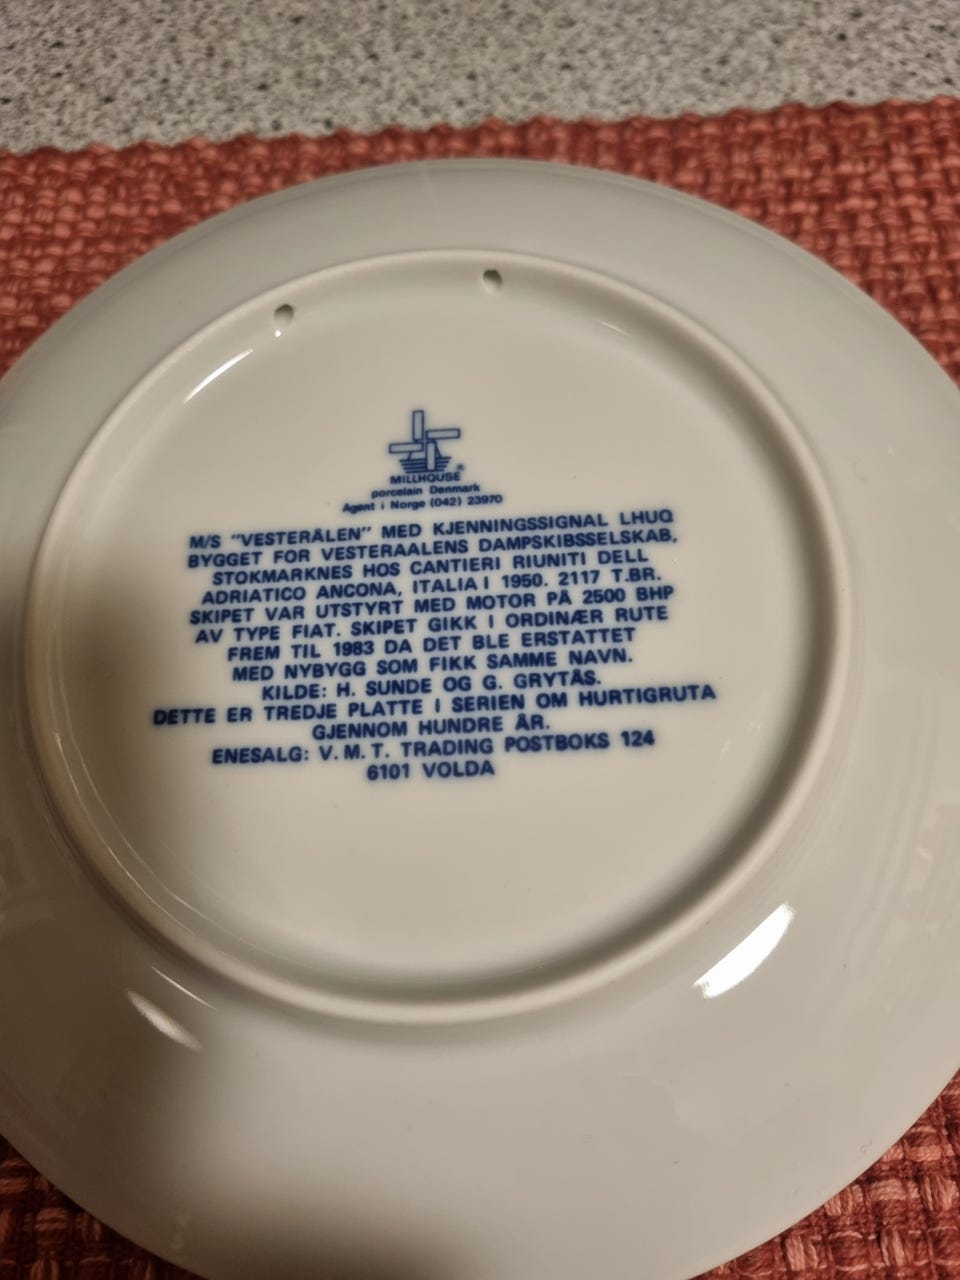 MILLHOUSE®
porcelain Denmark
Agent i Norge (042) 23970
M/S "VESTERÅLEN" MED KJENNINGSSIGNAL LHUQ
BYGGET FOR VESTERAALENS DAMPSKIBSSELSKAB,
STOKMARKNES HOS CANTIERI RIUNITI DELL
ADRIATICO ANCONA, ITALIA I 1950. 2117 T.BR.
SKIPET VAR UTSTYRT MED MOTOR PÅ 2500 BHP
AV TYPE FIAT. SKIPET GIKK I ORDINÆR RUTE
FREM TIL 1983 DA DET BLE ERSTATTET
MED NYBYGG SOM FIKK SAMME NAVN.
KILDE: H. SUNDE OG G. GRYTÅS.
DETTE ER TREDJE PLATTE I SERIEN OM HURTIGRUTA
GJENNOM HUNDRE ÅR.
ENESALG: V.M.T. TRADING POSTBOKS 124
6101 VOLDA